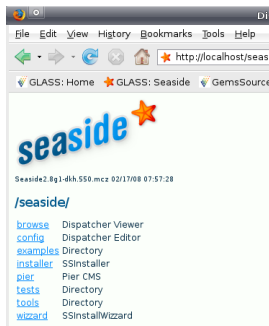 Di
File Edit View History Bookmarks Tools Help
http://localhost/seas
GLASS: Home GLASS: Seaside GemsSource
seaside
Seaside2.8g1-dkh.550.mcz 02/17/08 07:57:28
/seaside/
browse Dispatcher Viewer
config Dispatcher Editor
examples Directory
installer SSInstaller
pier Pier CMS
tests Directory
tools Directory
wizard SSInstallWizzard